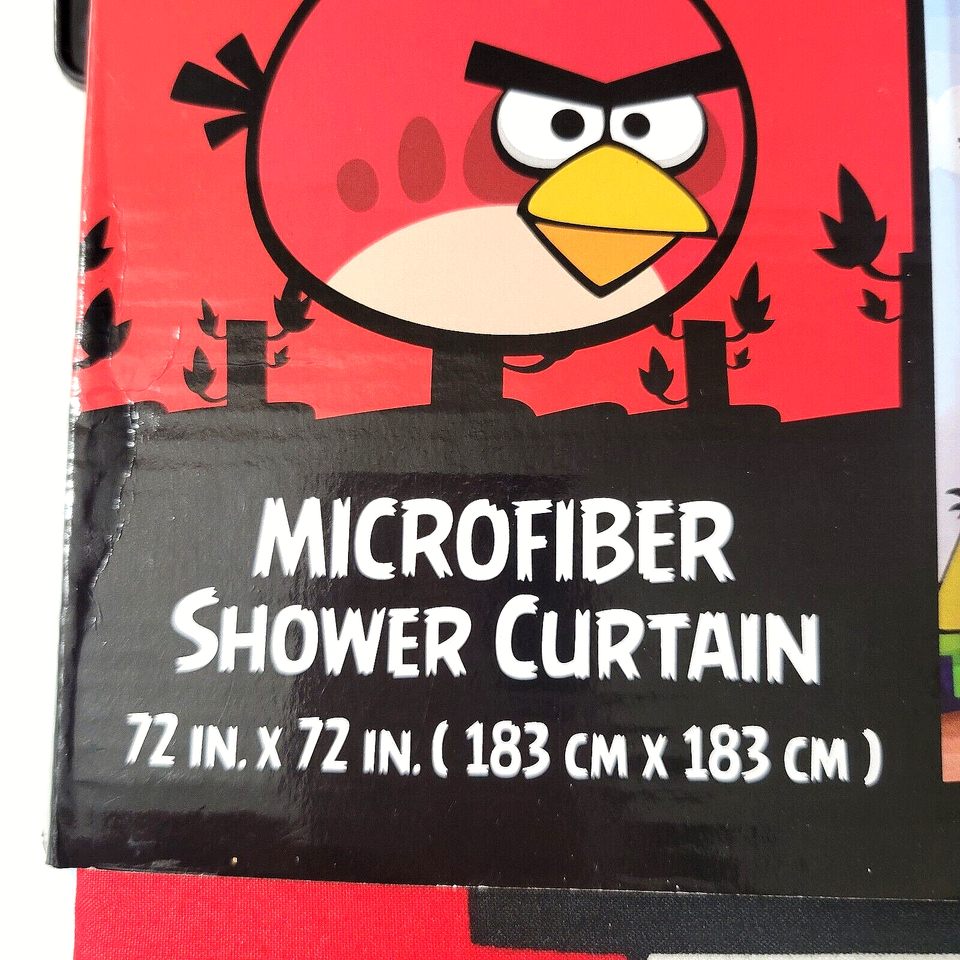 MICROFIBER
SHOWER CURTAIN
72 IN. X 72 IN. ( 183 CM X 183 CM )